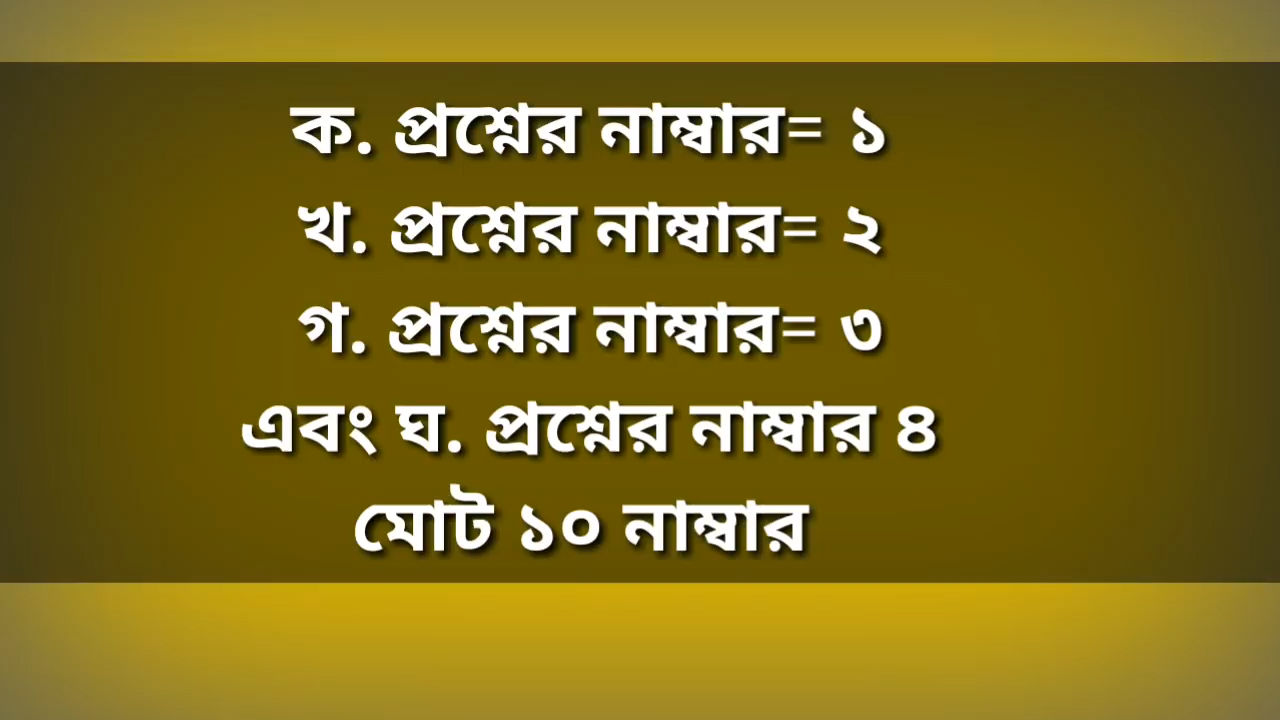 ক. প্রশ্নের নাম্বার= ১
খ. প্রশ্নের নাম্বার= ২
গ. প্রশ্নের নাম্বার= ৩
এবং ঘ. প্রশ্নের নাম্বার ৪
মোট ১০ নাম্বার